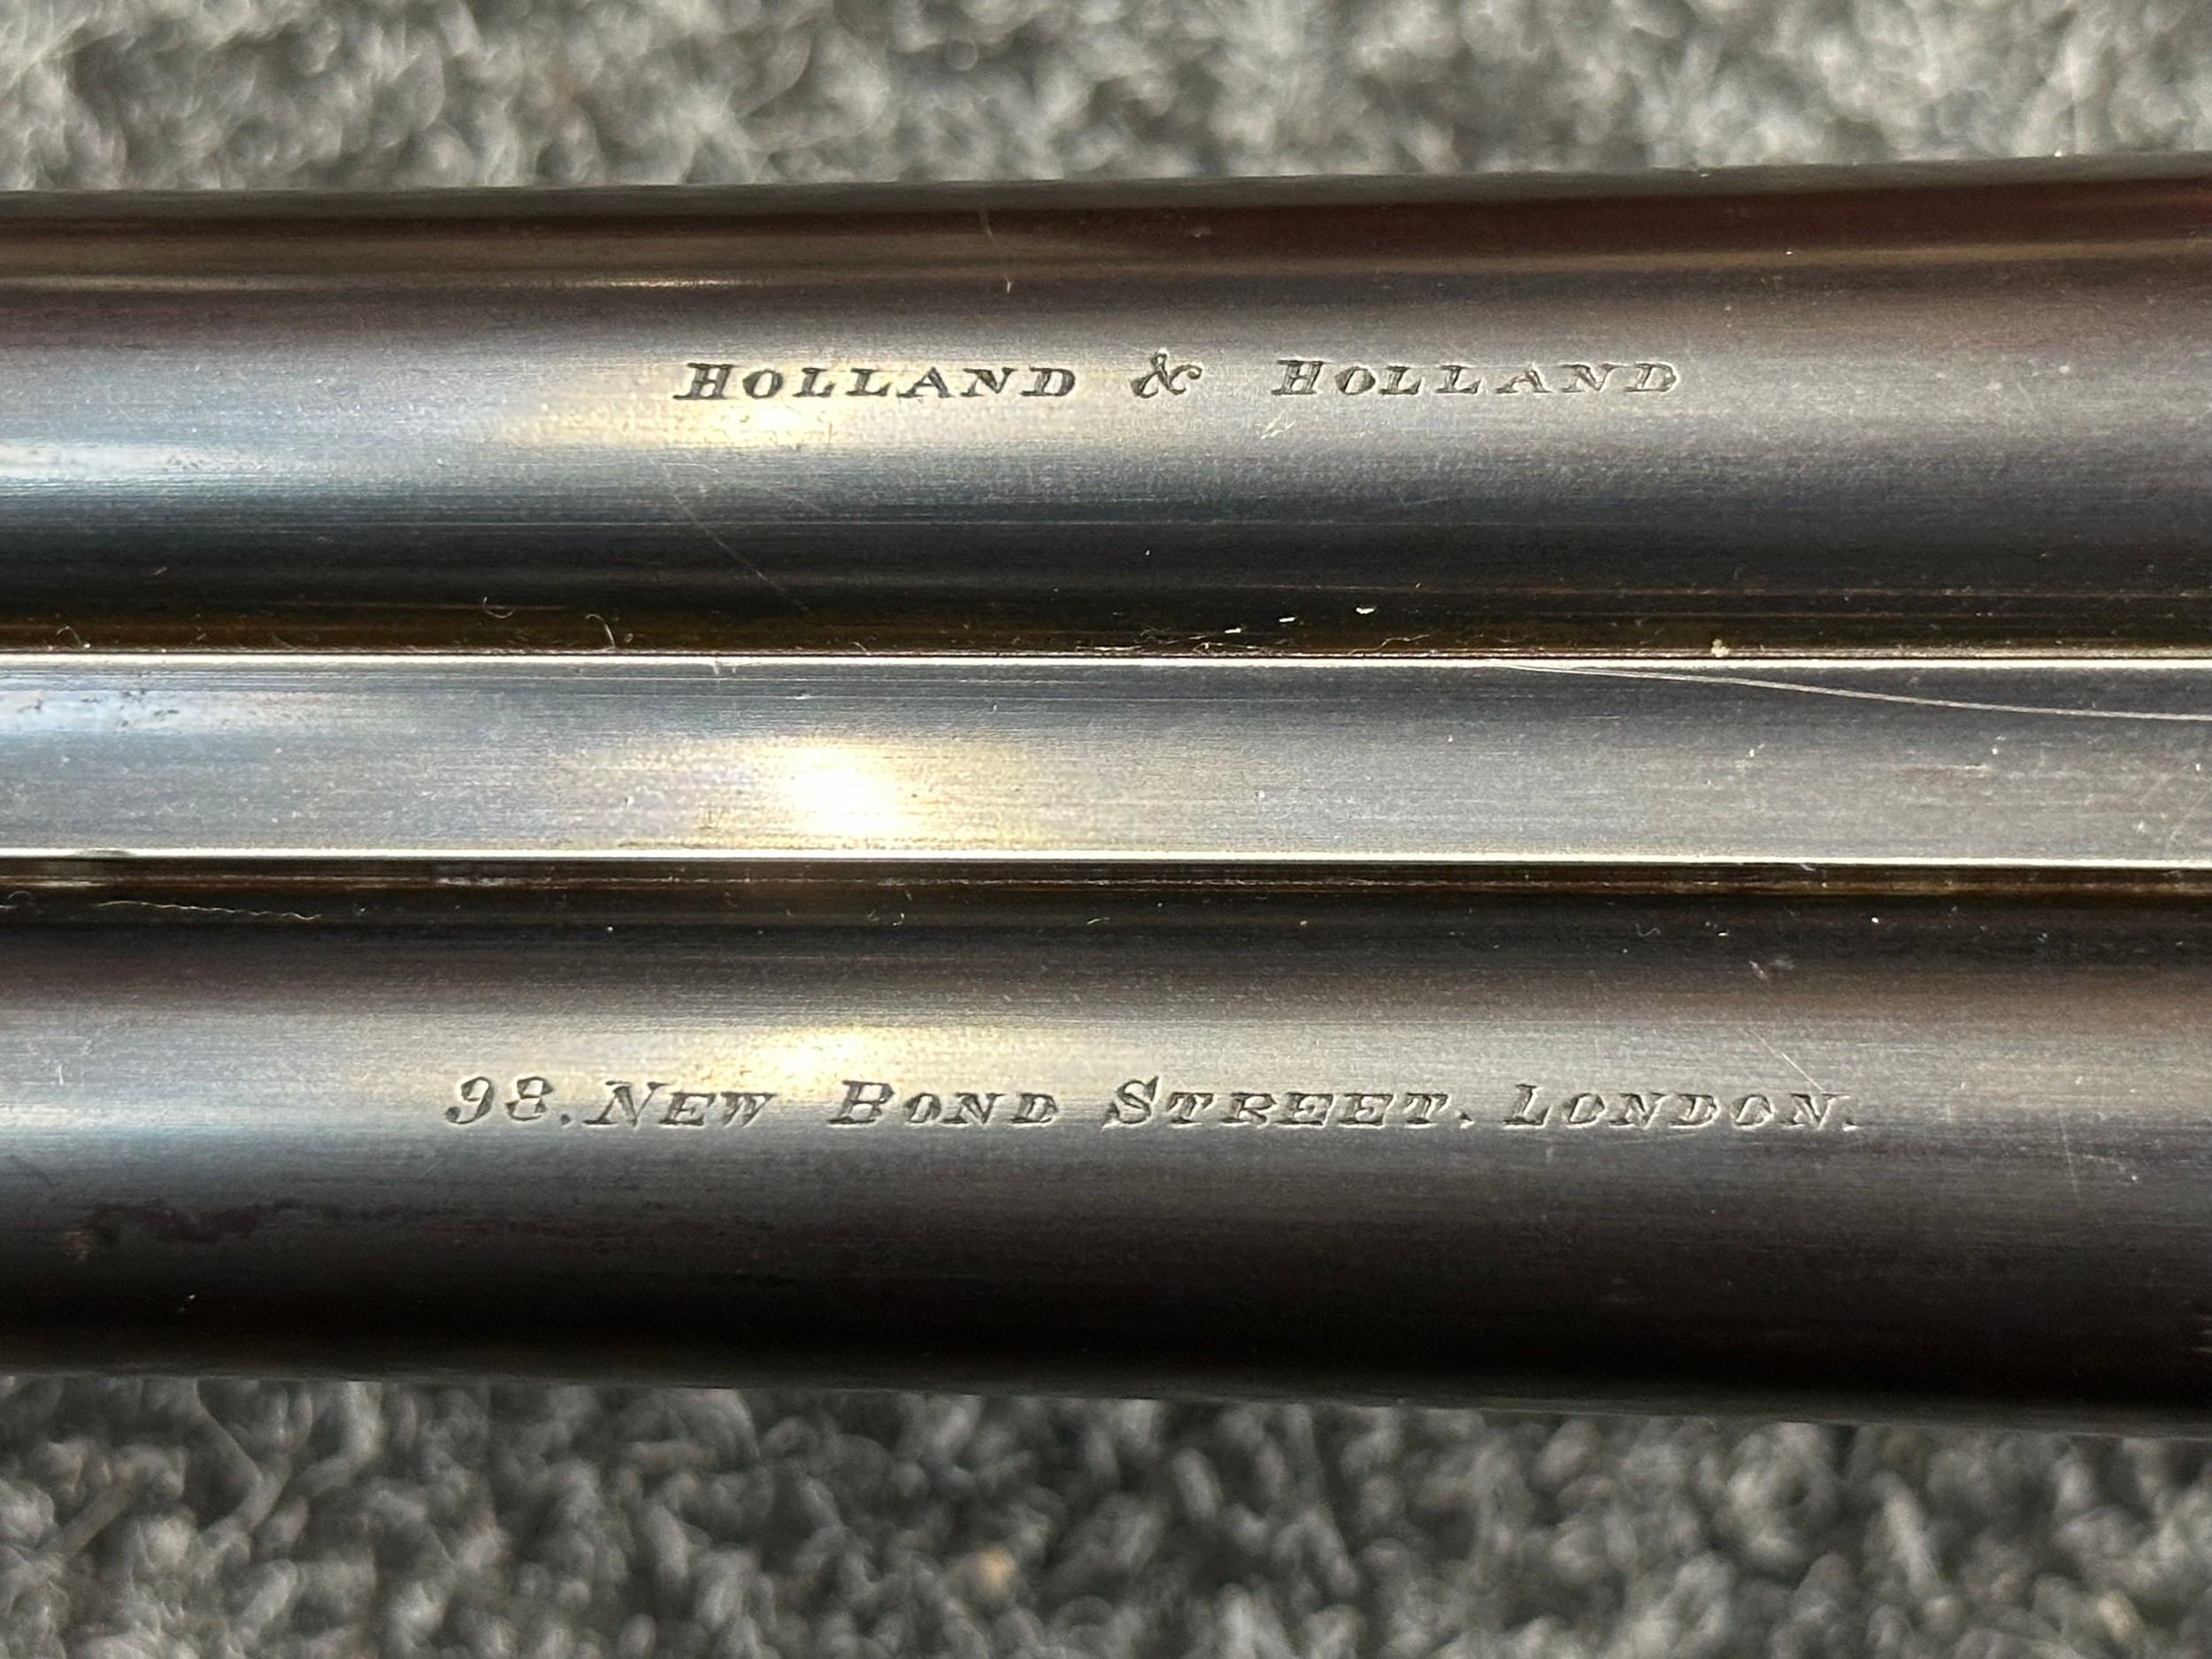 HOLLAND & HOLLAND
98. NEW BOND STREET. LONDON.